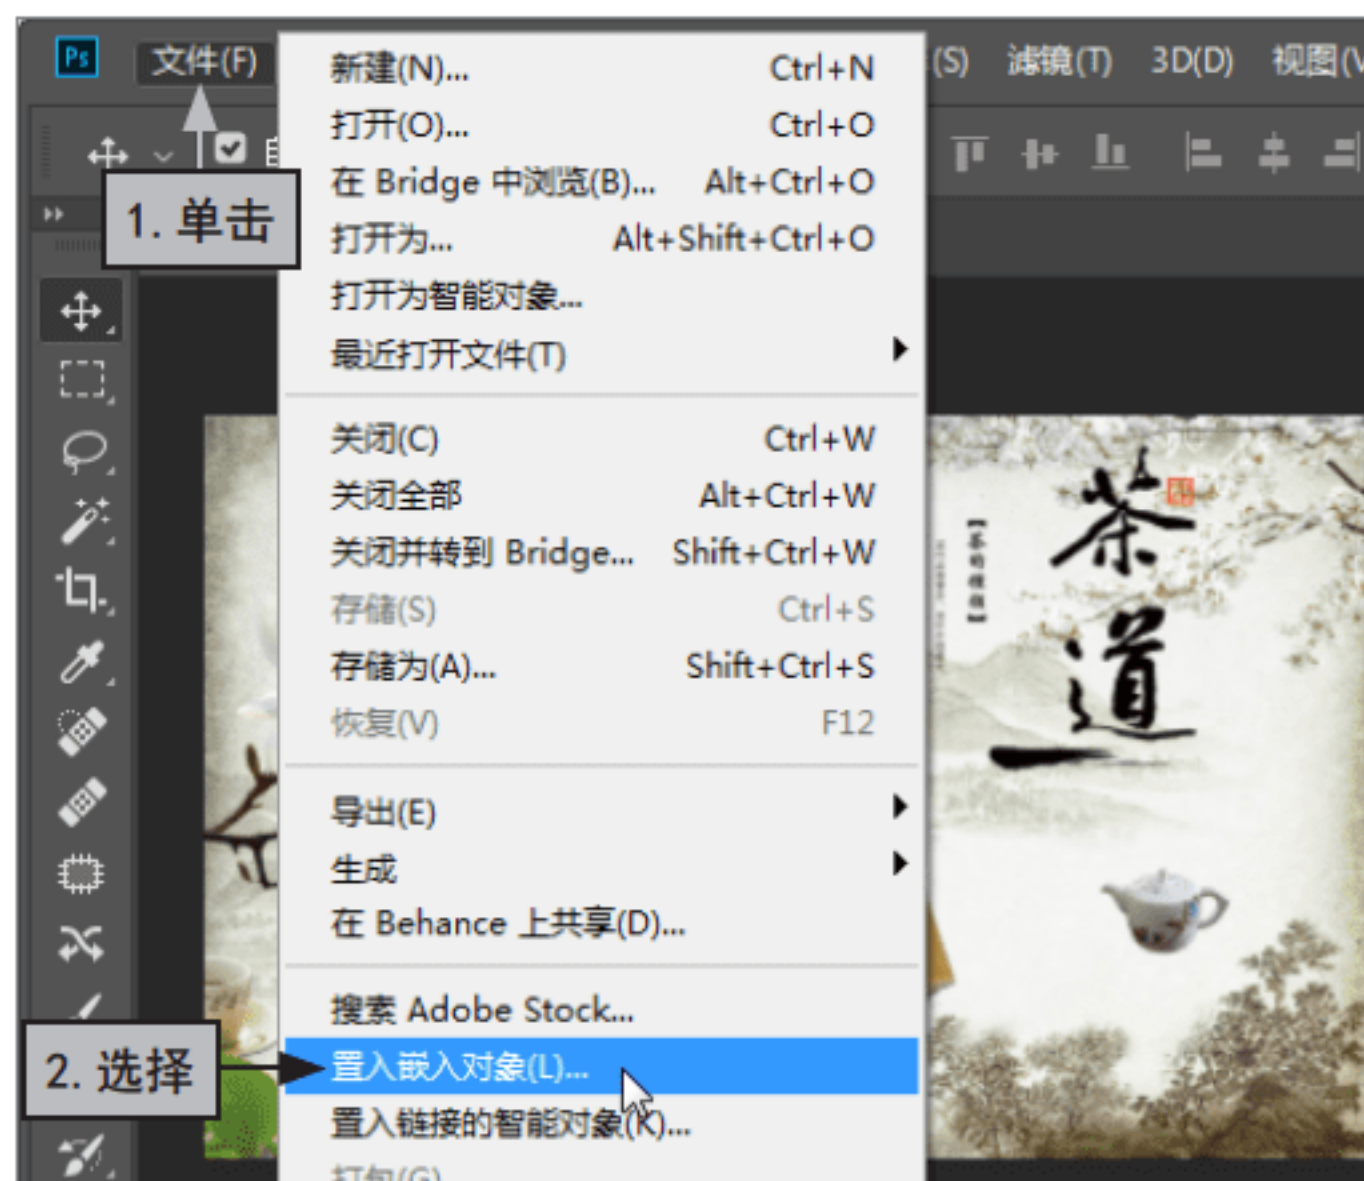 Ps 文件(F)
(S) 滤镜(T) 3D(D) 视图(V
1. 单击
新建(N)... Ctrl+N
打开(O)... Ctrl+O
在 Bridge 中浏览(B)... Alt+Ctrl+O
打开为... Alt+Shift+Ctrl+O
打开为智能对象...
最近打开文件(T)
关闭(C) Ctrl+W
关闭全部 Alt+Ctrl+W
关闭并转到 Bridge... Shift+Ctrl+W
存储(S) Ctrl+S
存储为(A)... Shift+Ctrl+S
恢复(V) F12
导出(E)
生成
在 Behance 上共享(D)...
搜索 Adobe Stock...
2. 选择
置入嵌入对象(L)...
置入链接的智能对象(K)...
打包(G)
茶
道